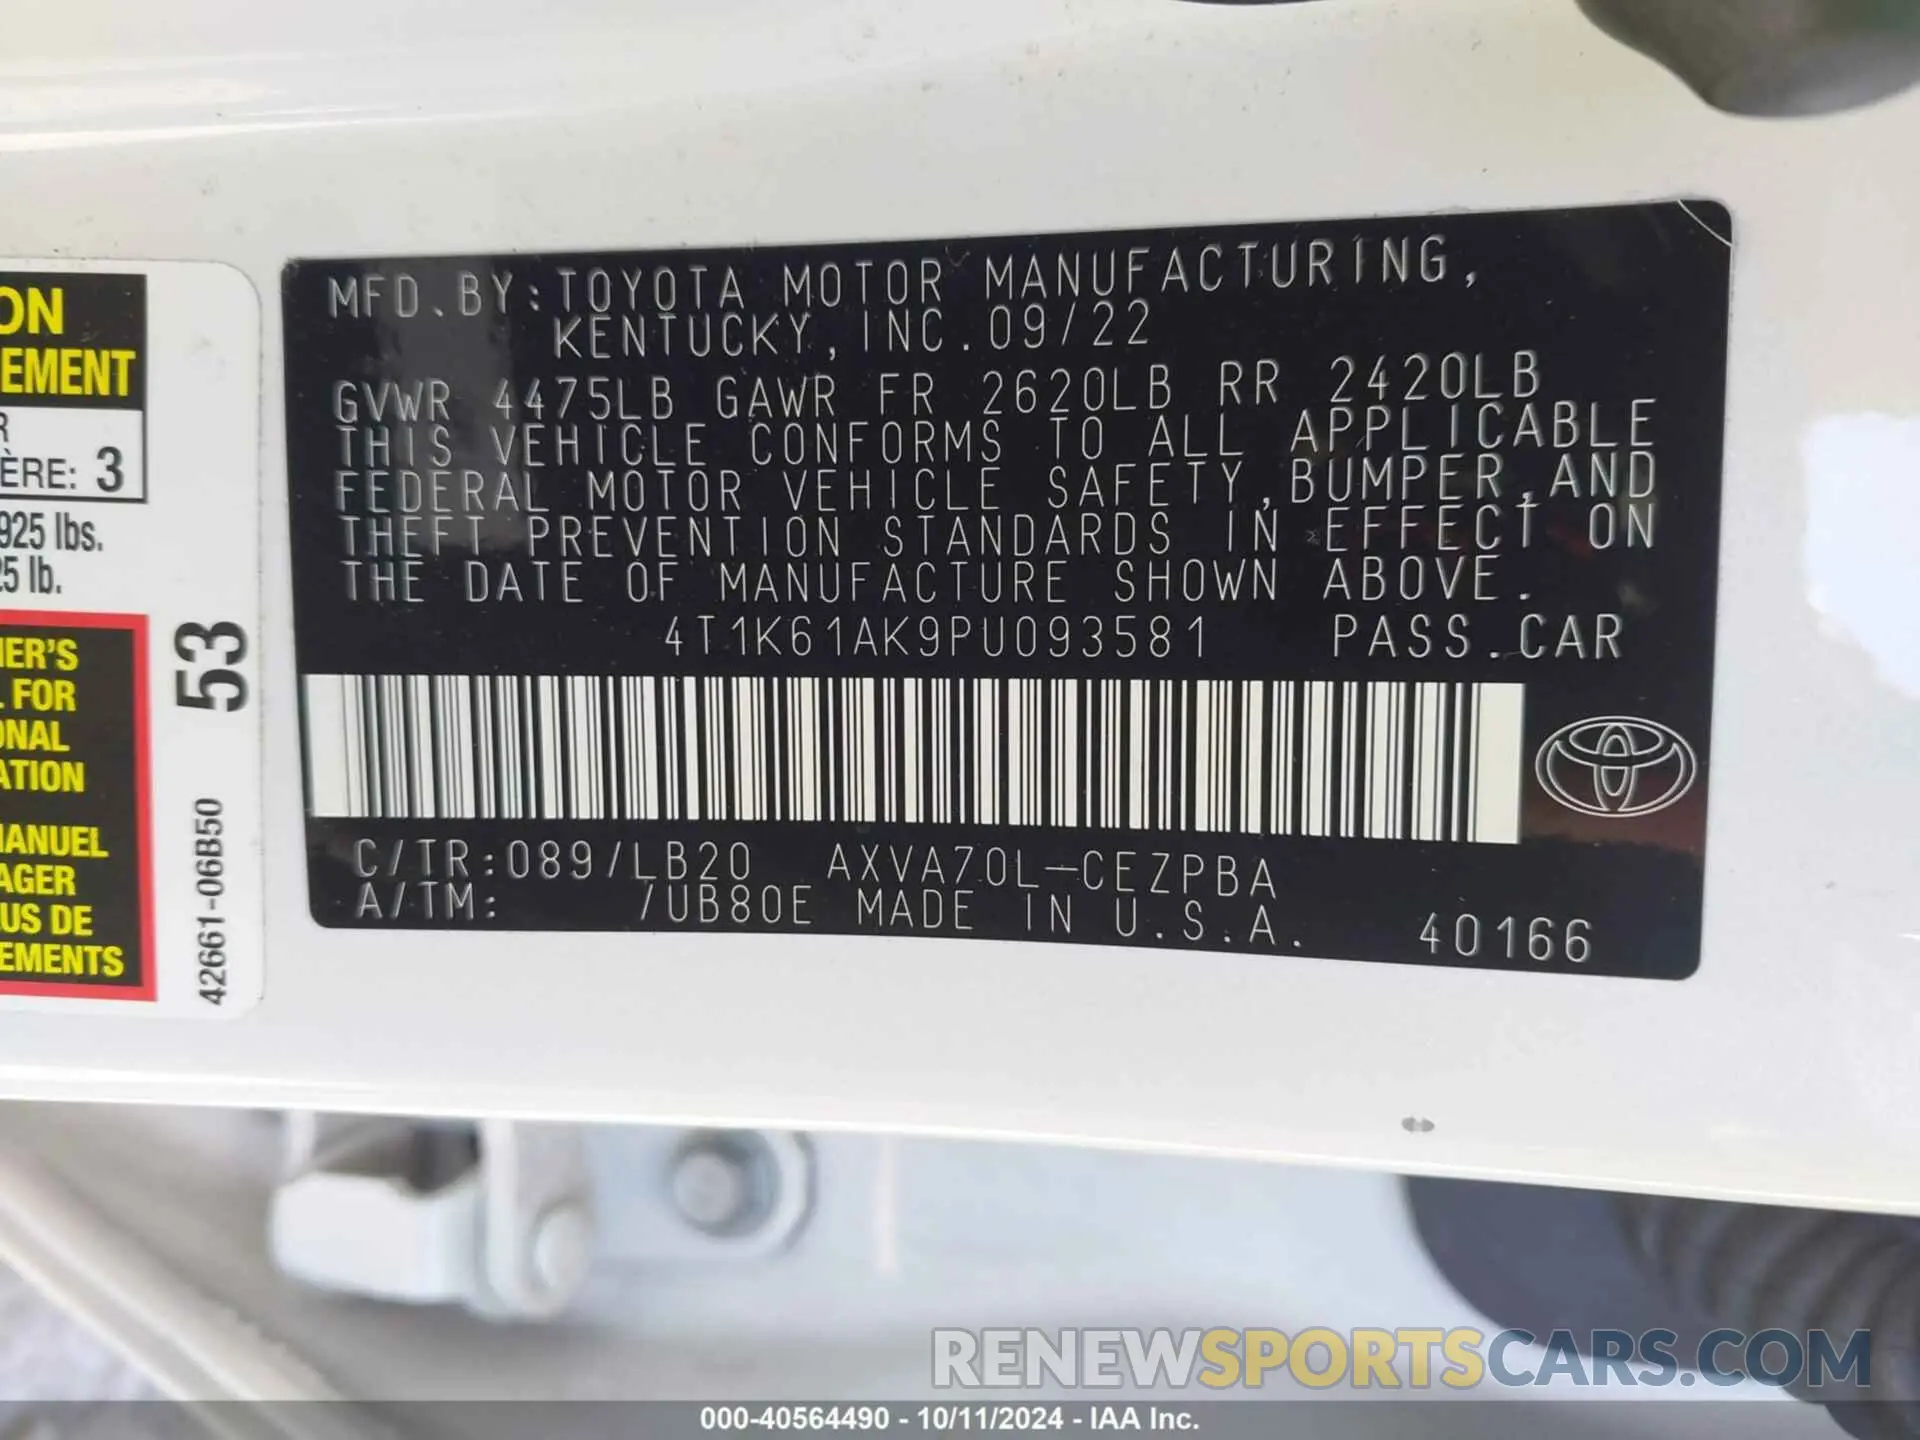 MFD.BY:TOYOTA MOTOR MANUFACTURING,
KENTUCKY, INC. 09/22
GVWR 4475LB GAWR FR 2620LB RR 2420LB
THIS VEHICLE CONFORMS TO ALL APPLICABLE
FEDERAL MOTOR VEHICLE SAFETY, BUMPER, AND
THEFT PREVENTION STANDARDS IN EFFECT ON
THE DATE OF MANUFACTURE SHOWN ABOVE.
4T1K61AK9PU093581 PASS.CAR
C/TR:089/LB20 AXVA70L-CEZPBA
A/TM: /UB80E MADE IN U.S.A. 40166
ON
EMENT
R
ÈRE: 3
925 lbs.
25 lb.
IER'S
L FOR
ONAL
ATION
MANUEL
AGER
US DE
EMENTS
53
42661-06B50
RENEWSPORTSCARS.COM
000-40564490 - 10/11/2024 - IAA Inc.